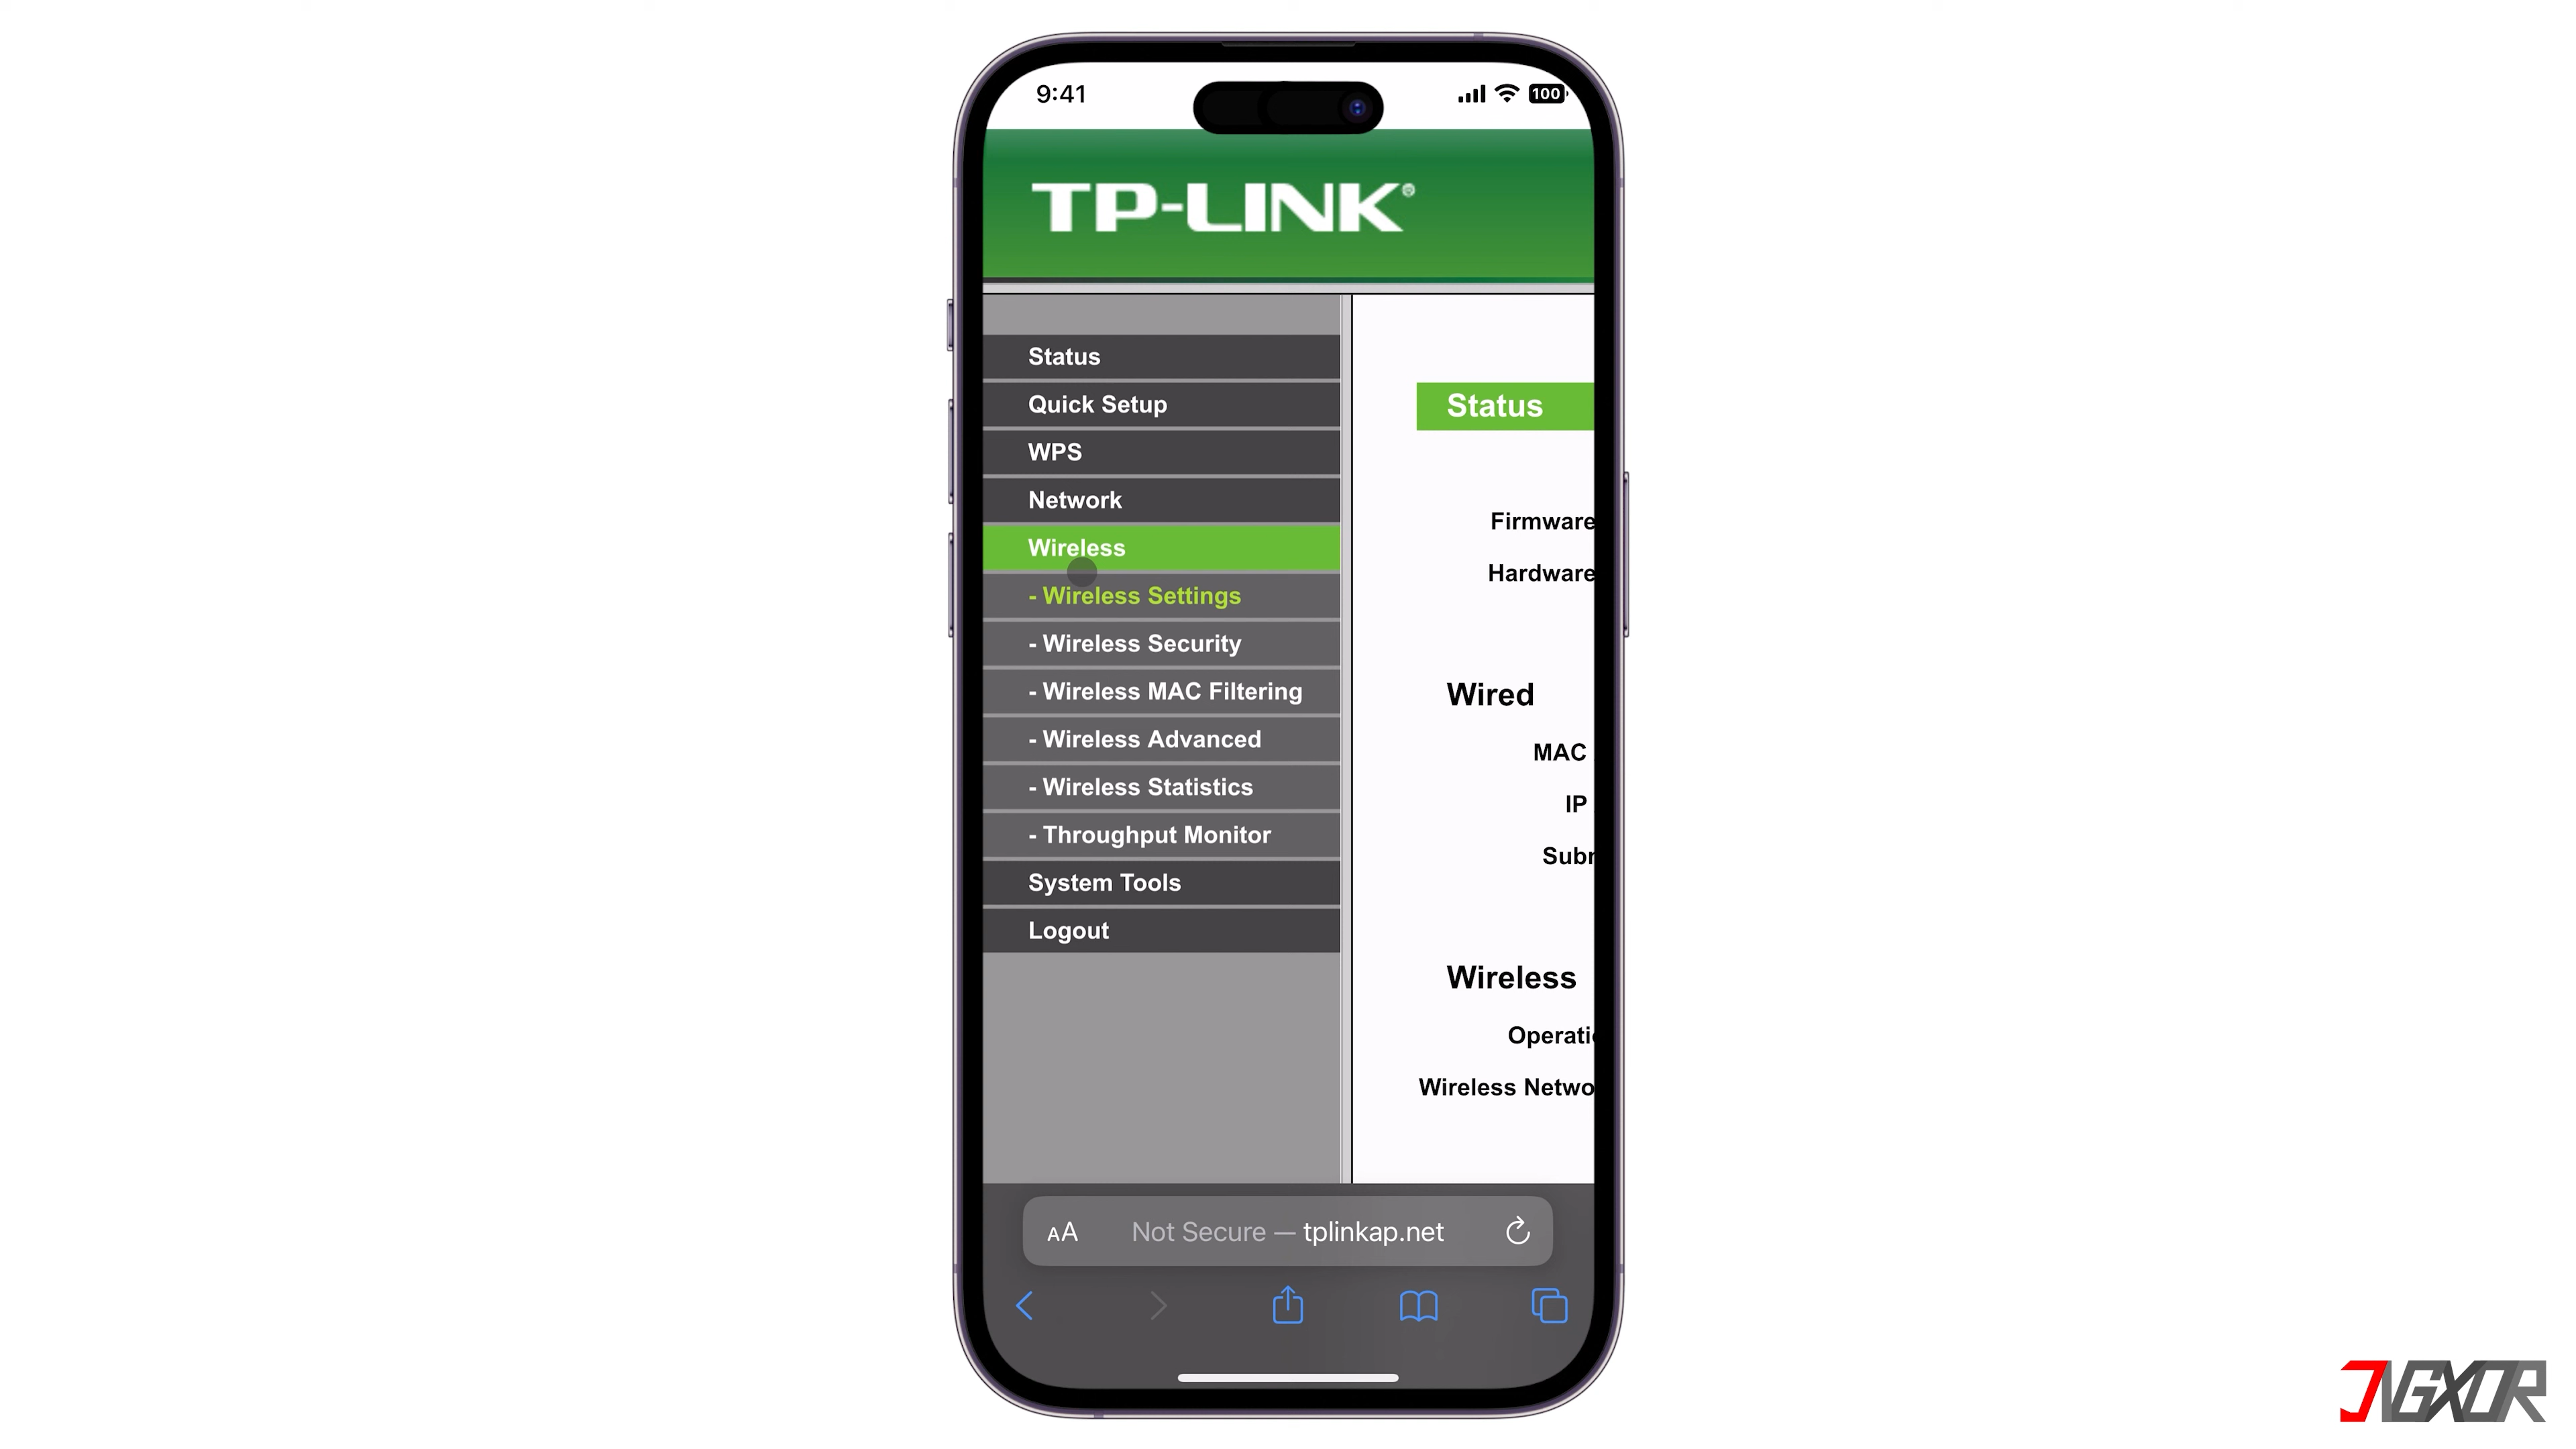 9:41
100
TP-LINK®
Status
Quick Setup
WPS
Network
Wireless
- Wireless Settings
- Wireless Security
- Wireless MAC Filtering
- Wireless Advanced
- Wireless Statistics
- Throughput Monitor
System Tools
Logout
Status
Firmware
Hardware
Wired
MAC
IP
Wireless
Wireless
AA
Not Secure — tplinkap.net
JNGXOR